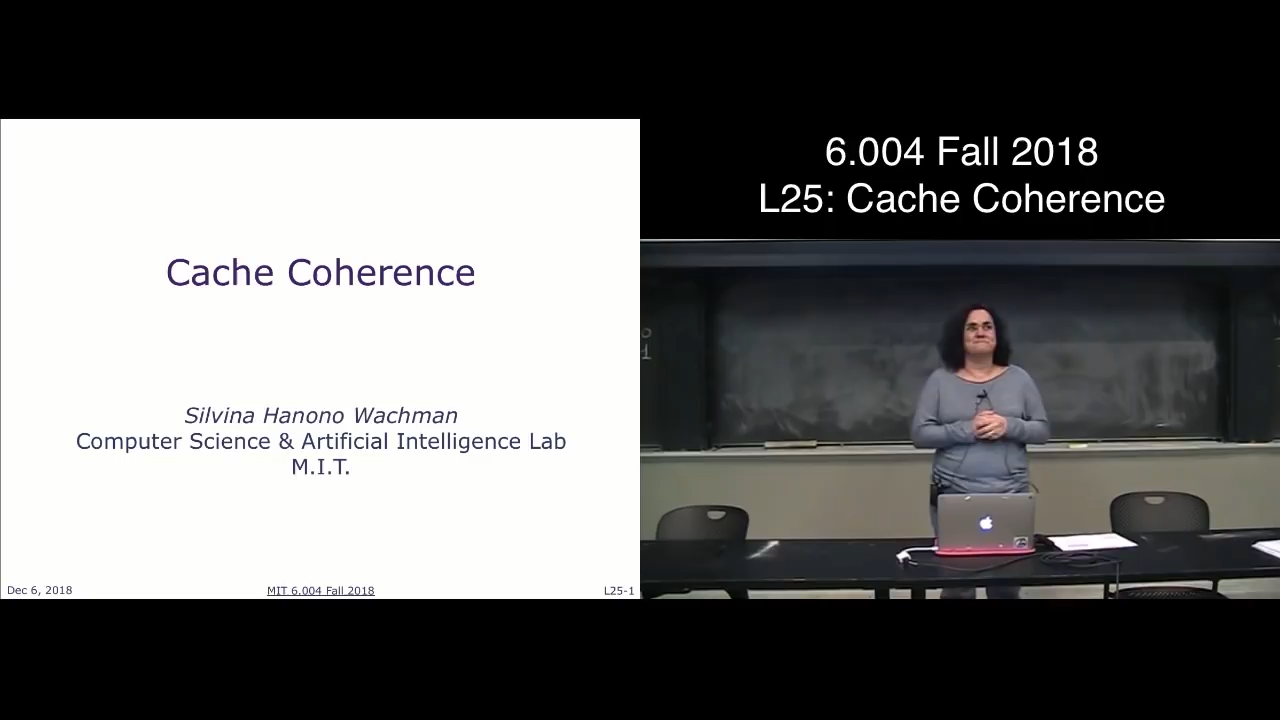 Cache Coherence
Silvina Hanono Wachman
Computer Science & Artificial Intelligence Lab
M.I.T.
Dec 6, 2018
MIT 6.004 Fall 2018
L25-1
6.004 Fall 2018
L25: Cache Coherence